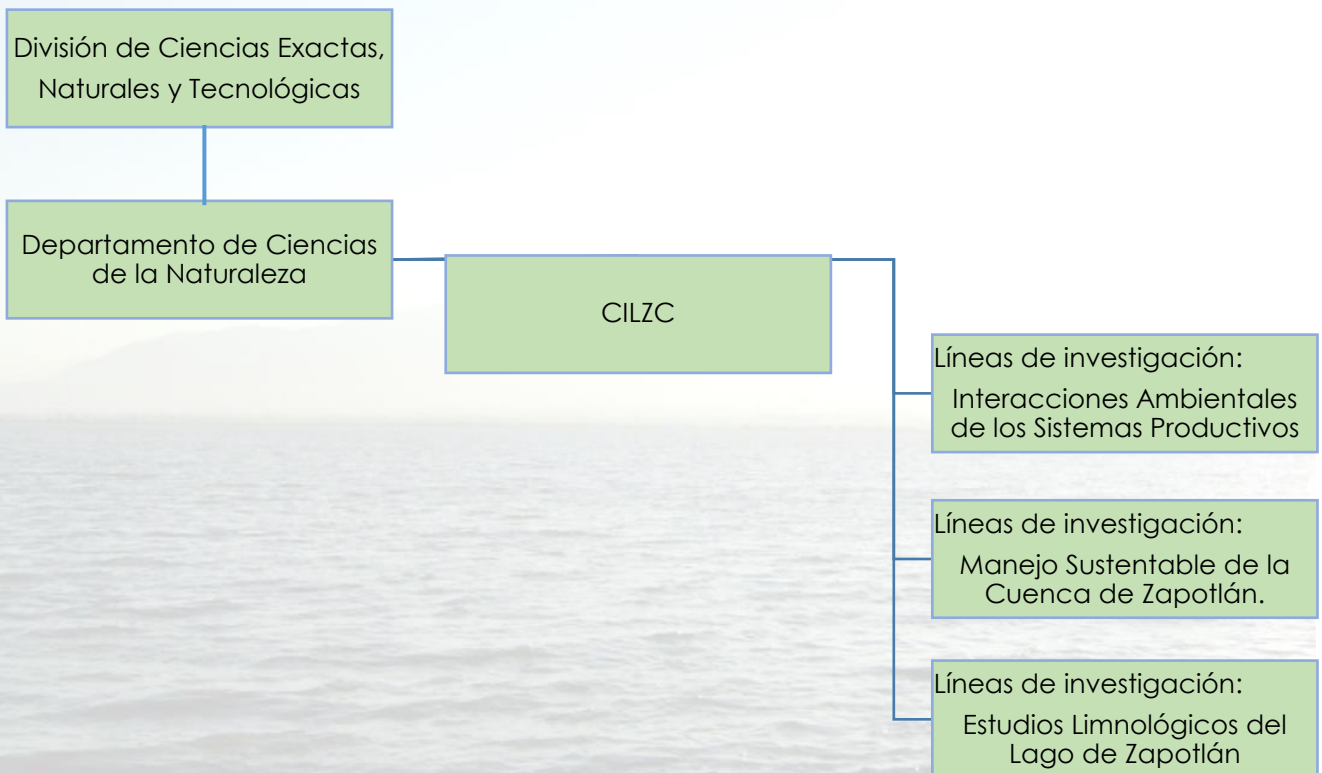 División de Ciencias Exactas,
Naturales y Tecnológicas
Departamento de Ciencias
de la Naturaleza
CILZC
Líneas de investigación:
Interacciones Ambientales
de los Sistemas Productivos
Líneas de investigación:
Manejo Sustentable de la
Cuenca de Zapotlán.
Líneas de investigación:
Estudios Limnológicos del
Lago de Zapotlán